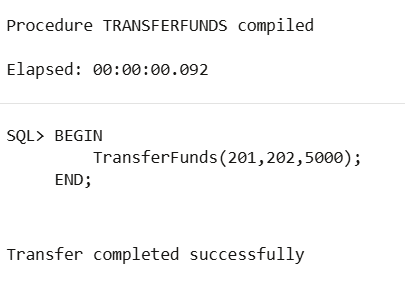 Procedure TRANSFERFUNDS compiled
Elapsed: 00:00:00.092
SQL> BEGIN
TransferFunds(201,202,5000);
END;
Transfer completed successfully